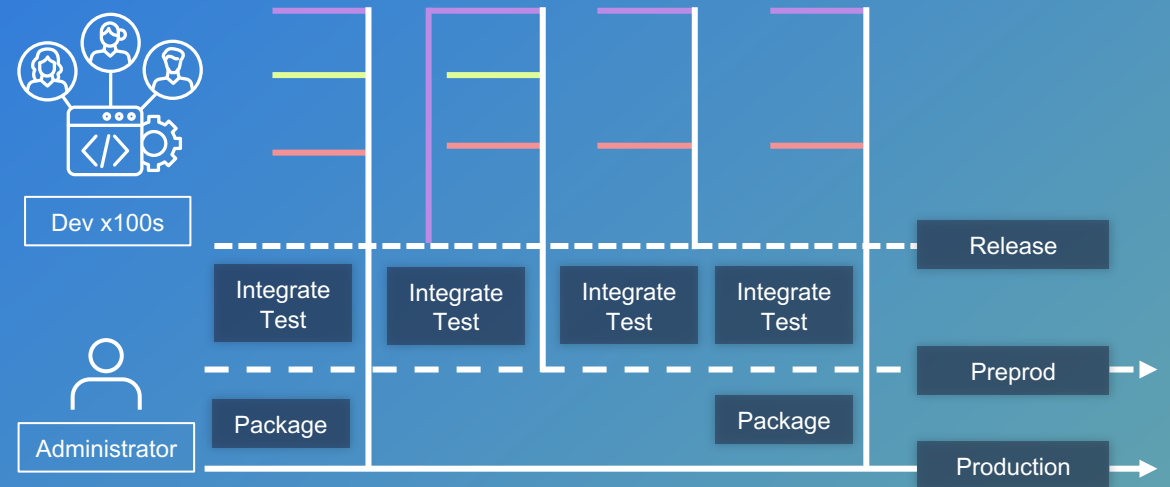 </>
Dev x100s
Release
Integrate
Test
Integrate
Test
Integrate
Test
Integrate
Test
Preprod
Package
Package
Administrator
Production